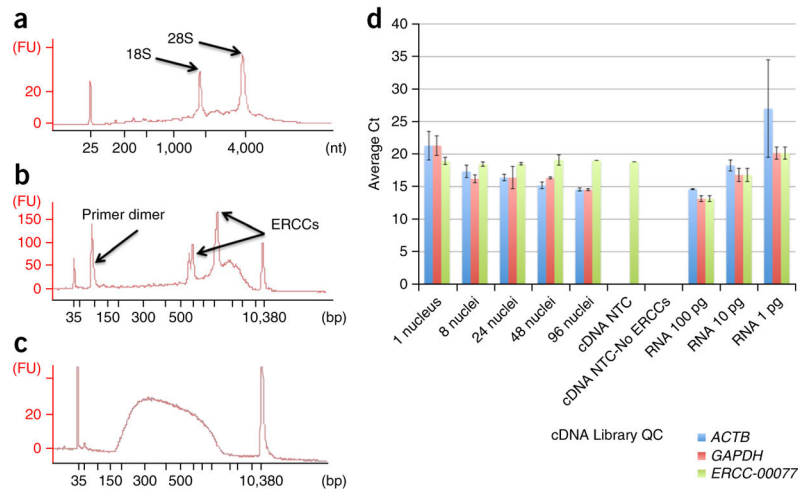 a
(FU)
20
0
18S
28S
25 200 1,000 4,000 (nt)
b
(FU)
150
100
50
0
Primer dimer
ERCCs
35 150 300 500 10,380 (bp)
c
(FU)
20
0
35 150 300 500 10,380 (bp)
d
Average Ct
40
35
30
25
20
15
10
5
0
1 nucleus
8 nuclei
24 nuclei
48 nuclei
96 nuclei
cDNA NTC
cDNA NTC-No ERCCs
RNA 100 pg
RNA 10 pg
RNA 1 pg
cDNA Library QC
ACTB
GAPDH
ERCC-00077